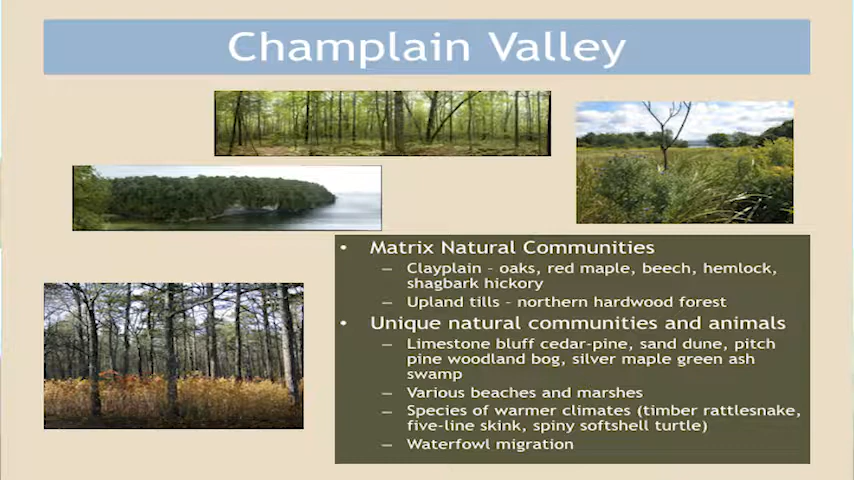 Champlain Valley
• Matrix Natural Communities
– Clayplain – oaks, red maple, beech, hemlock,
shagbark hickory
– Upland tills – northern hardwood forest
• Unique natural communities and animals
– Limestone bluff cedar-pine, sand dune, pitch
pine woodland bog, silver maple green ash
swamp
– Various beaches and marshes
– Species of warmer climates (timber rattlesnake,
five-line skink, spiny softshell turtle)
– Waterfowl migration